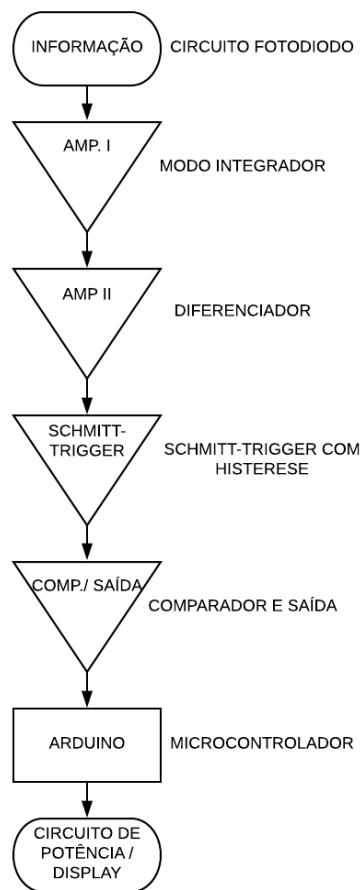 INFORMAÇÃO
CIRCUITO FOTODIODO
AMP. I
MODO INTEGRADOR
AMP II
DIFERENCIADOR
SCHMITT-
TRIGGER
SCHMITT-TRIGGER COM
HISTERESE
COMP./ SAÍDA
COMPARADOR E SAÍDA
ARDUINO
MICROCONTROLADOR
CIRCUITO DE
POTÊNCIA /
DISPLAY